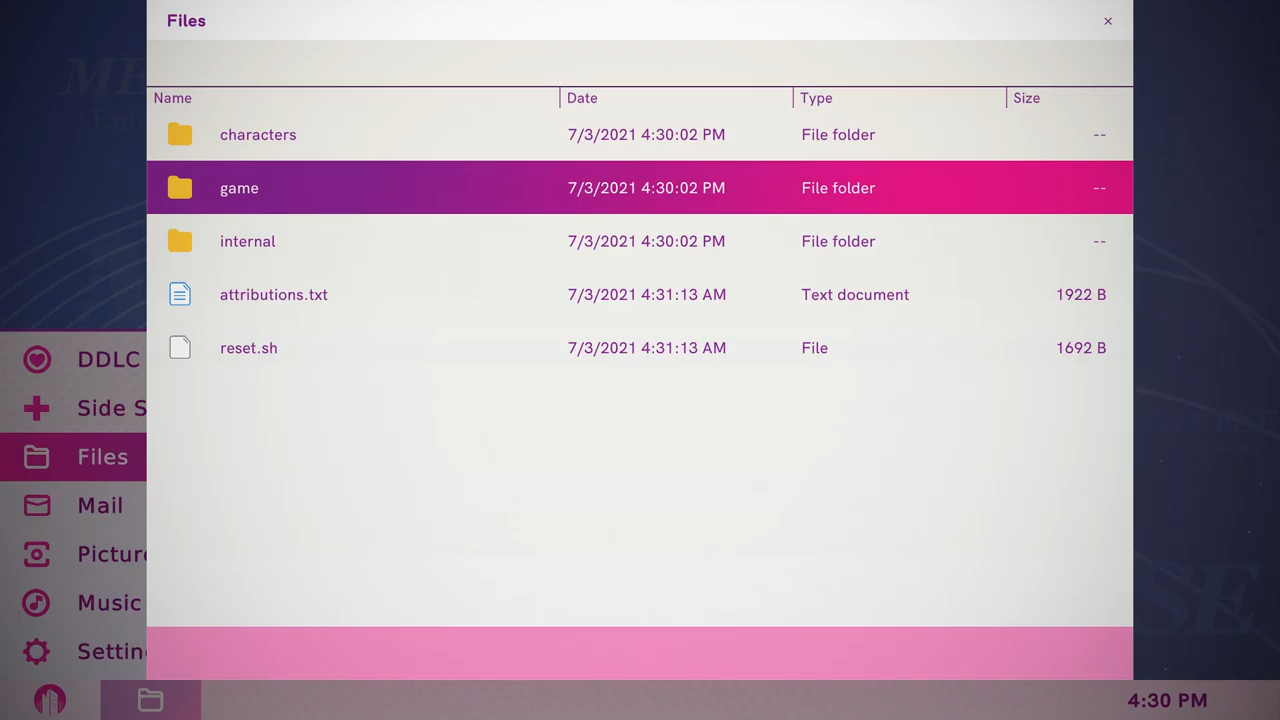 Files
×
Name Date Type Size
characters 7/3/2021 4:30:02 PM File folder --
game 7/3/2021 4:30:02 PM File folder --
internal 7/3/2021 4:30:02 PM File folder --
attributions.txt 7/3/2021 4:31:13 AM Text document 1922 B
reset.sh 7/3/2021 4:31:13 AM File 1692 B
DDLC
Side S
Files
Mail
Picture
Music
Settin
4:30 PM